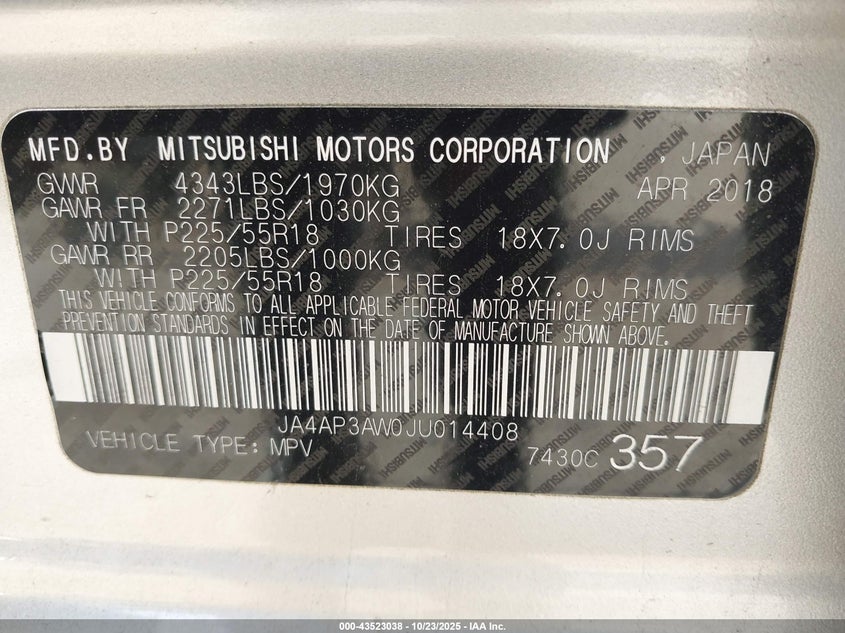 MFD.BY MITSUBISHI MOTORS CORPORATION , JAPAN
GVWR 4343LBS/1970KG APR 2018
GAWR FR 2271LBS/1030KG
WITH P225/55R18 TIRES 18X7.0J RIMS
GAWR RR 2205LBS/1000KG
WITH P225/55R18 TIRES 18X7.0J RIMS
THIS VEHICLE CONFORMS TO ALL APPLICABLE FEDERAL MOTOR VEHICLE SAFETY AND THEFT
PREVENTION STANDARDS IN EFFECT ON THE DATE OF MANUFACTURE SHOWN ABOVE.
JA4AP3AW0JU014408
VEHICLE TYPE: MPV 7430C 357
000-43523038 - 10/23/2025 - IAA Inc.